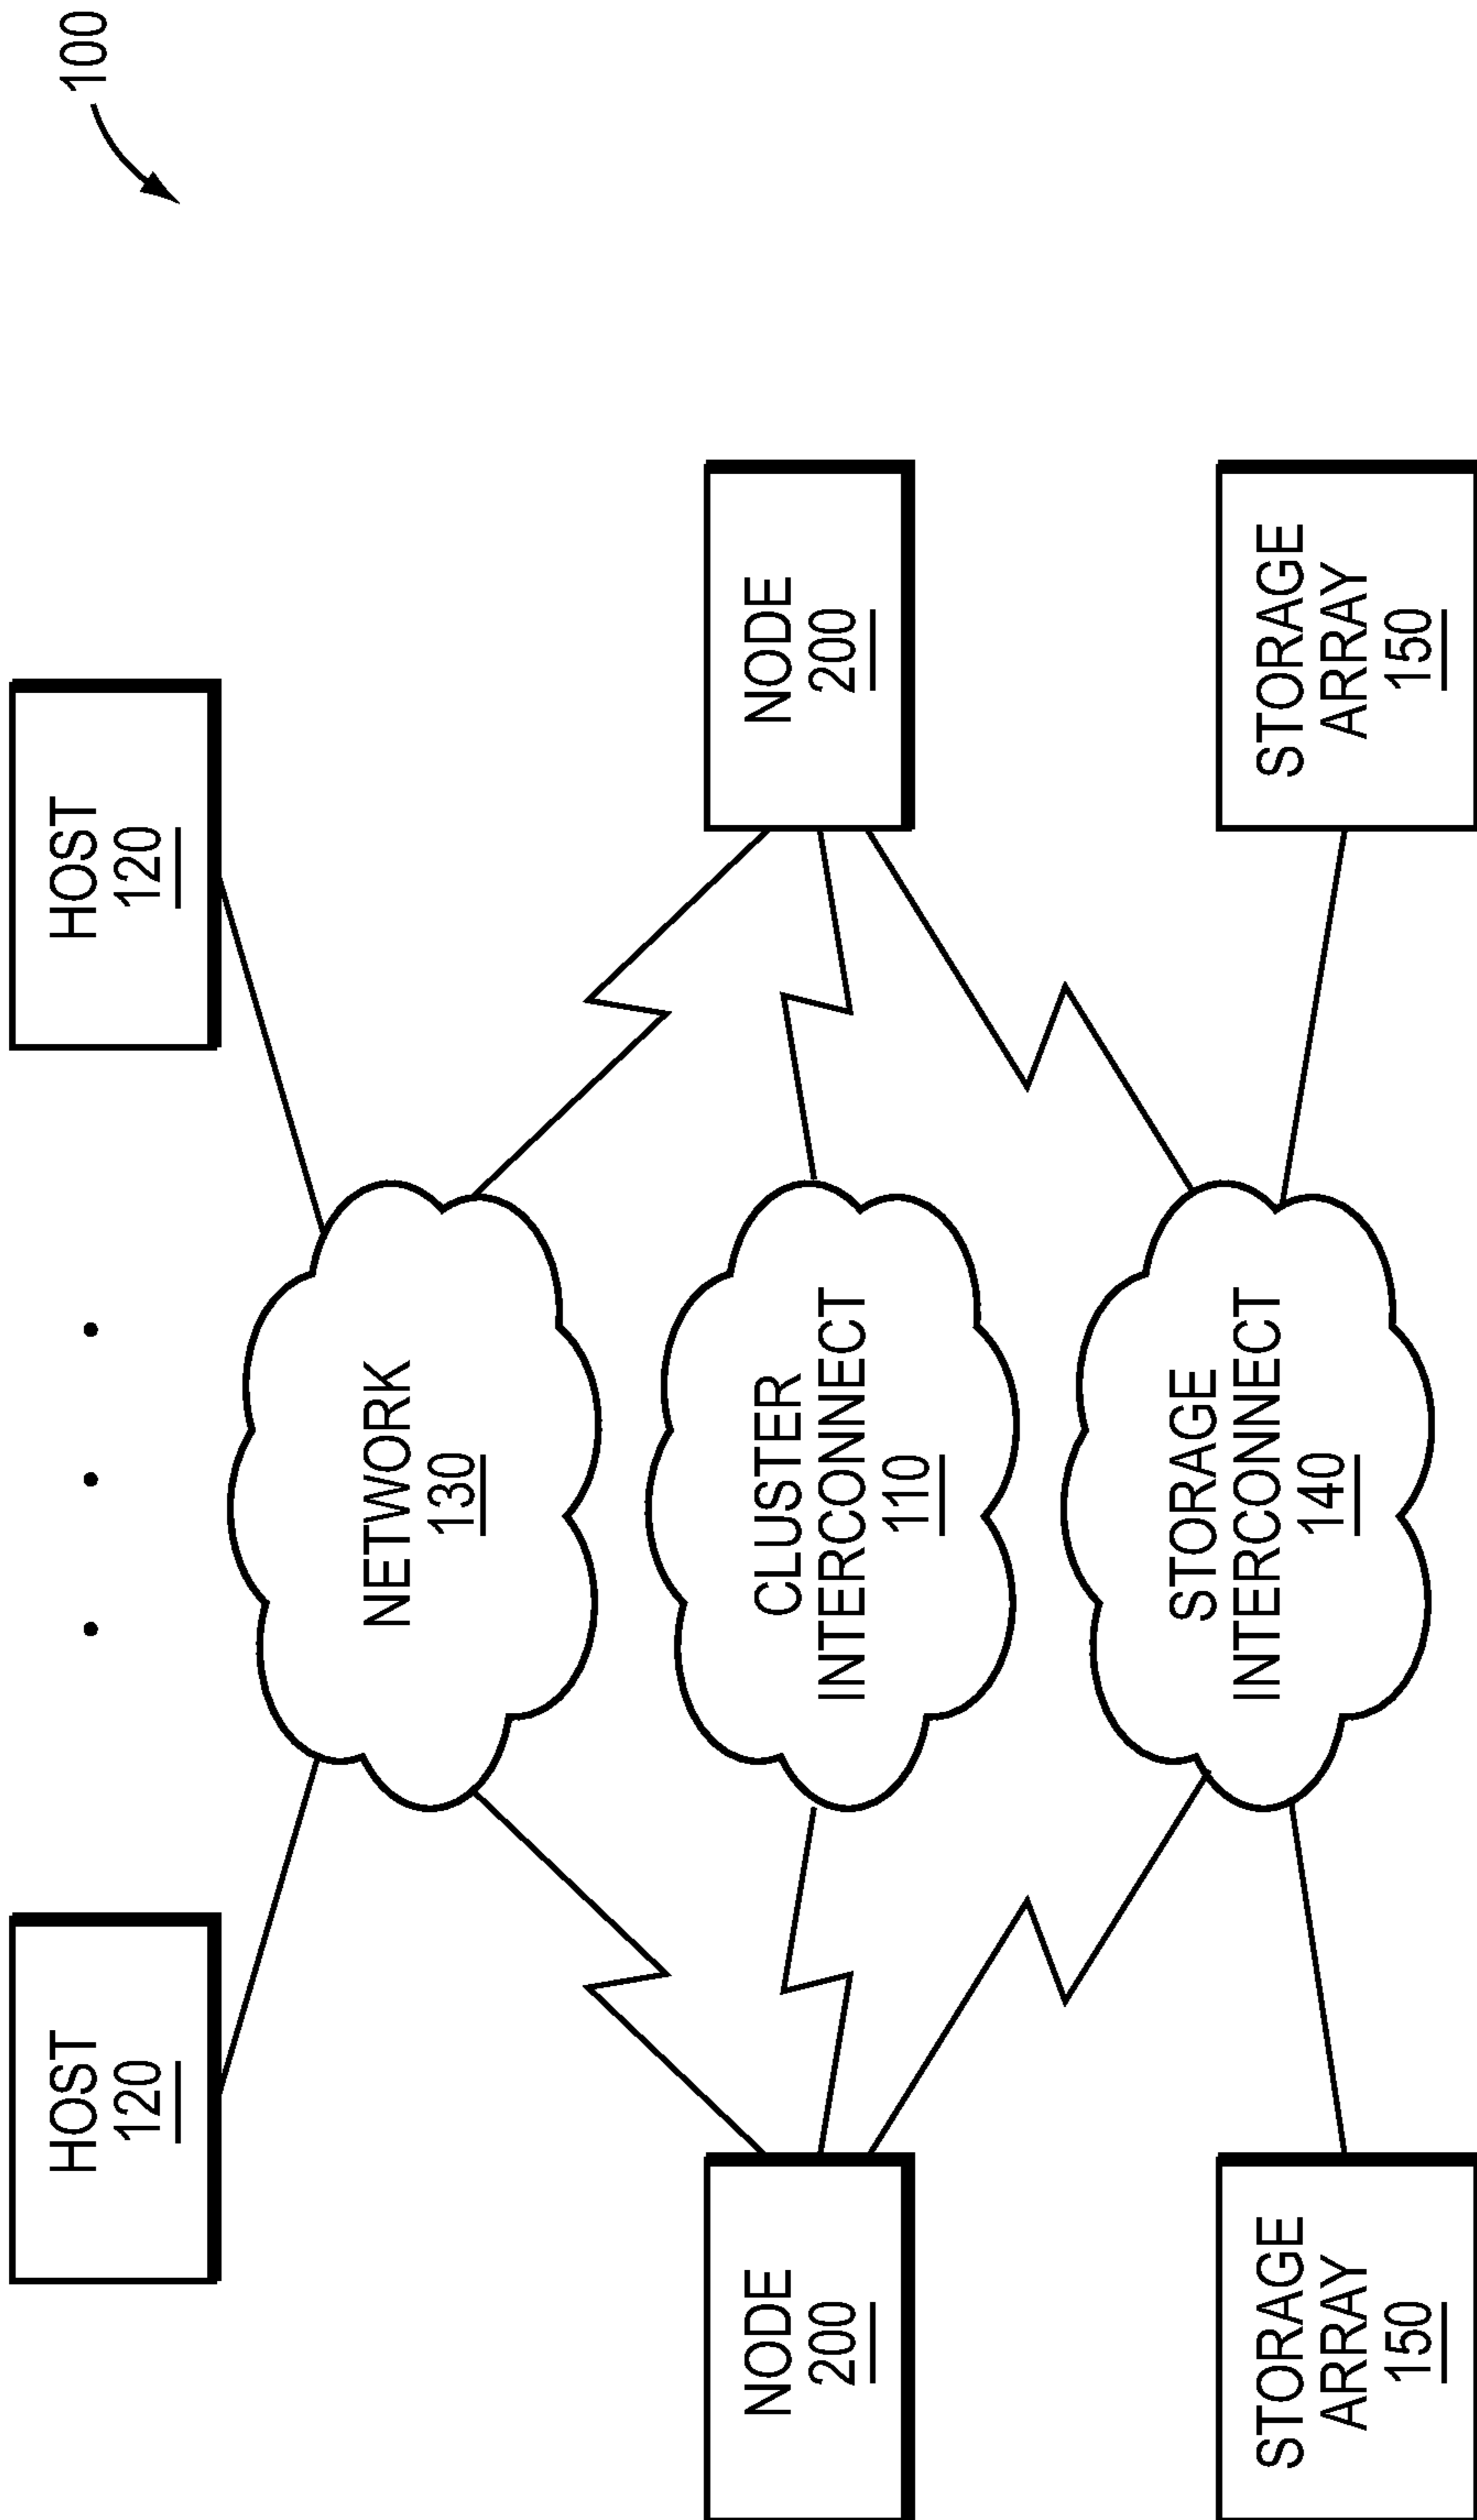 100
HOST
120
HOST
120
NETWORK
130
NODE
200
CLUSTER
INTERCONNECT
110
NODE
200
STORAGE
ARRAY
150
STORAGE
INTERCONNECT
140
STORAGE
ARRAY
150